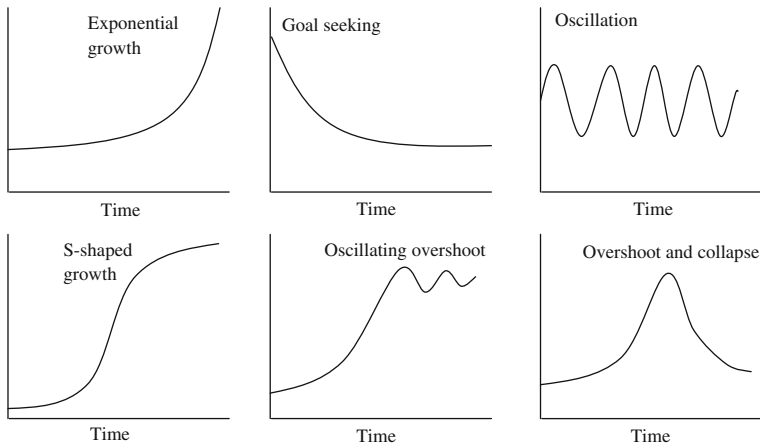 Exponential
growth
Time
Goal seeking
Time
Oscillation
Time
S-shaped
growth
Time
Oscillating overshoot
Time
Overshoot and collapse
Time